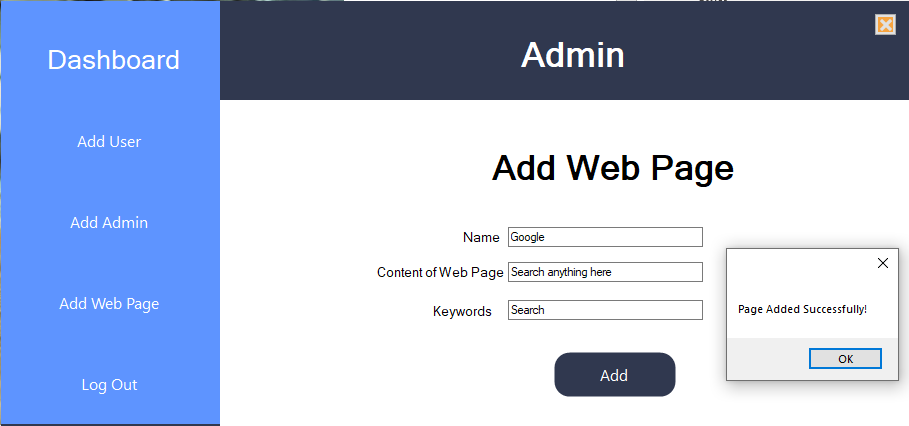 Dashboard
Add User
Add Admin
Add Web Page
Log Out
Admin
Add Web Page
Name Google
Content of Web Page Search anything here
Keywords Search
Add
Page Added Successfully!
OK